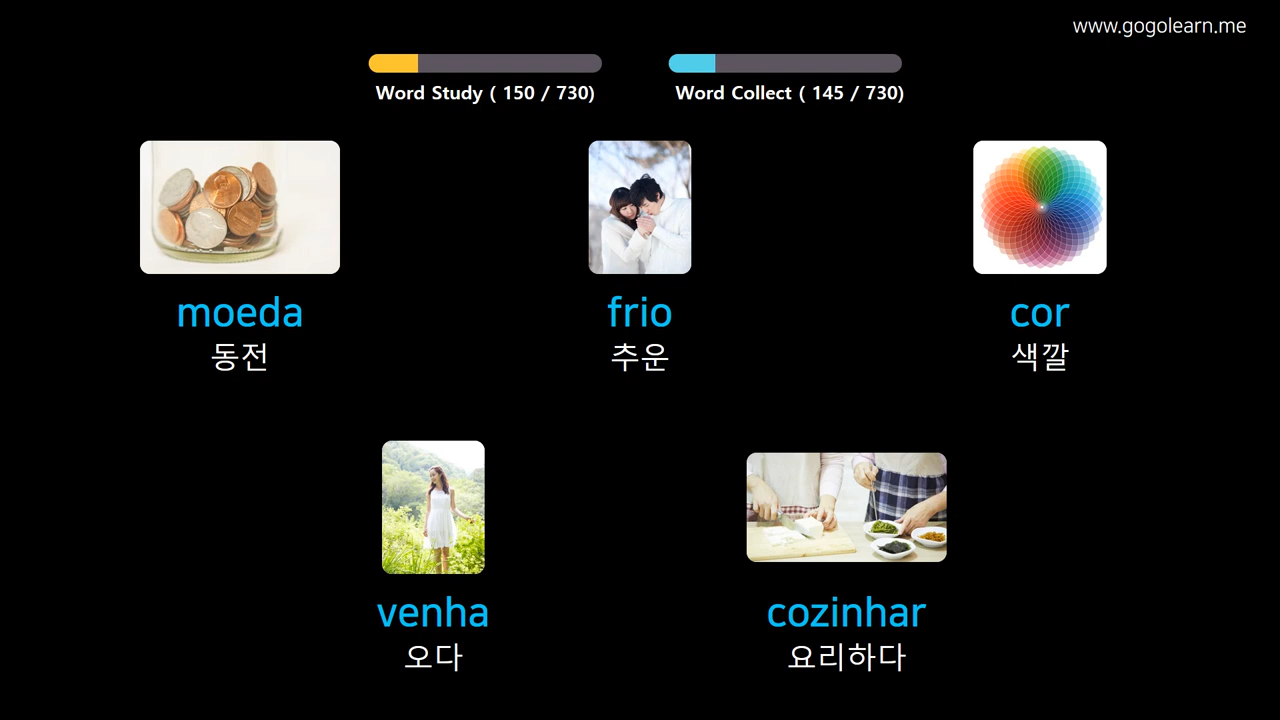 www.gogolearn.me
Word Study ( 150 / 730)
Word Collect ( 145 / 730)
moeda
동전
frio
추운
cor
색깔
venha
오다
cozinhar
요리하다